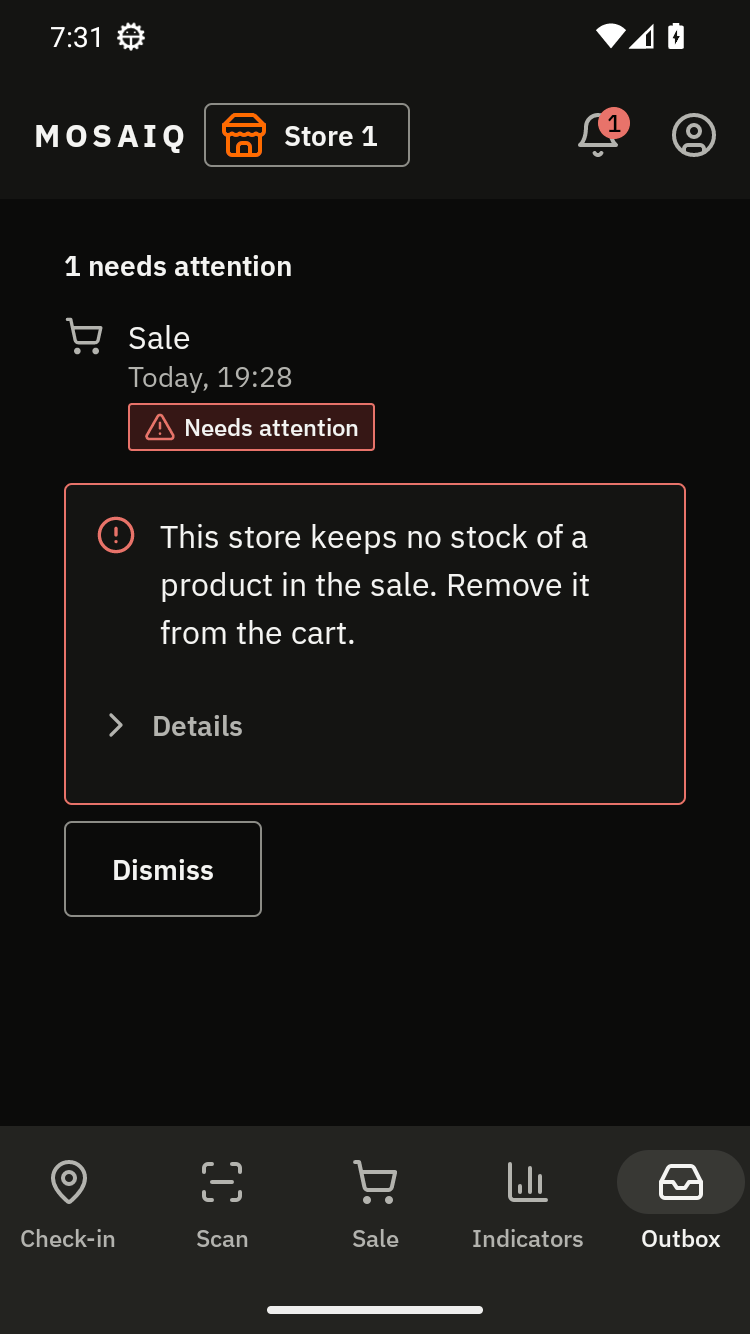 7:31
MOSAIQ
Store 1
1
1 needs attention
Sale
Today, 19:28
Needs attention
This store keeps no stock of a
product in the sale. Remove it
from the cart.
Details
Dismiss
Check-in
Scan
Sale
Indicators
Outbox